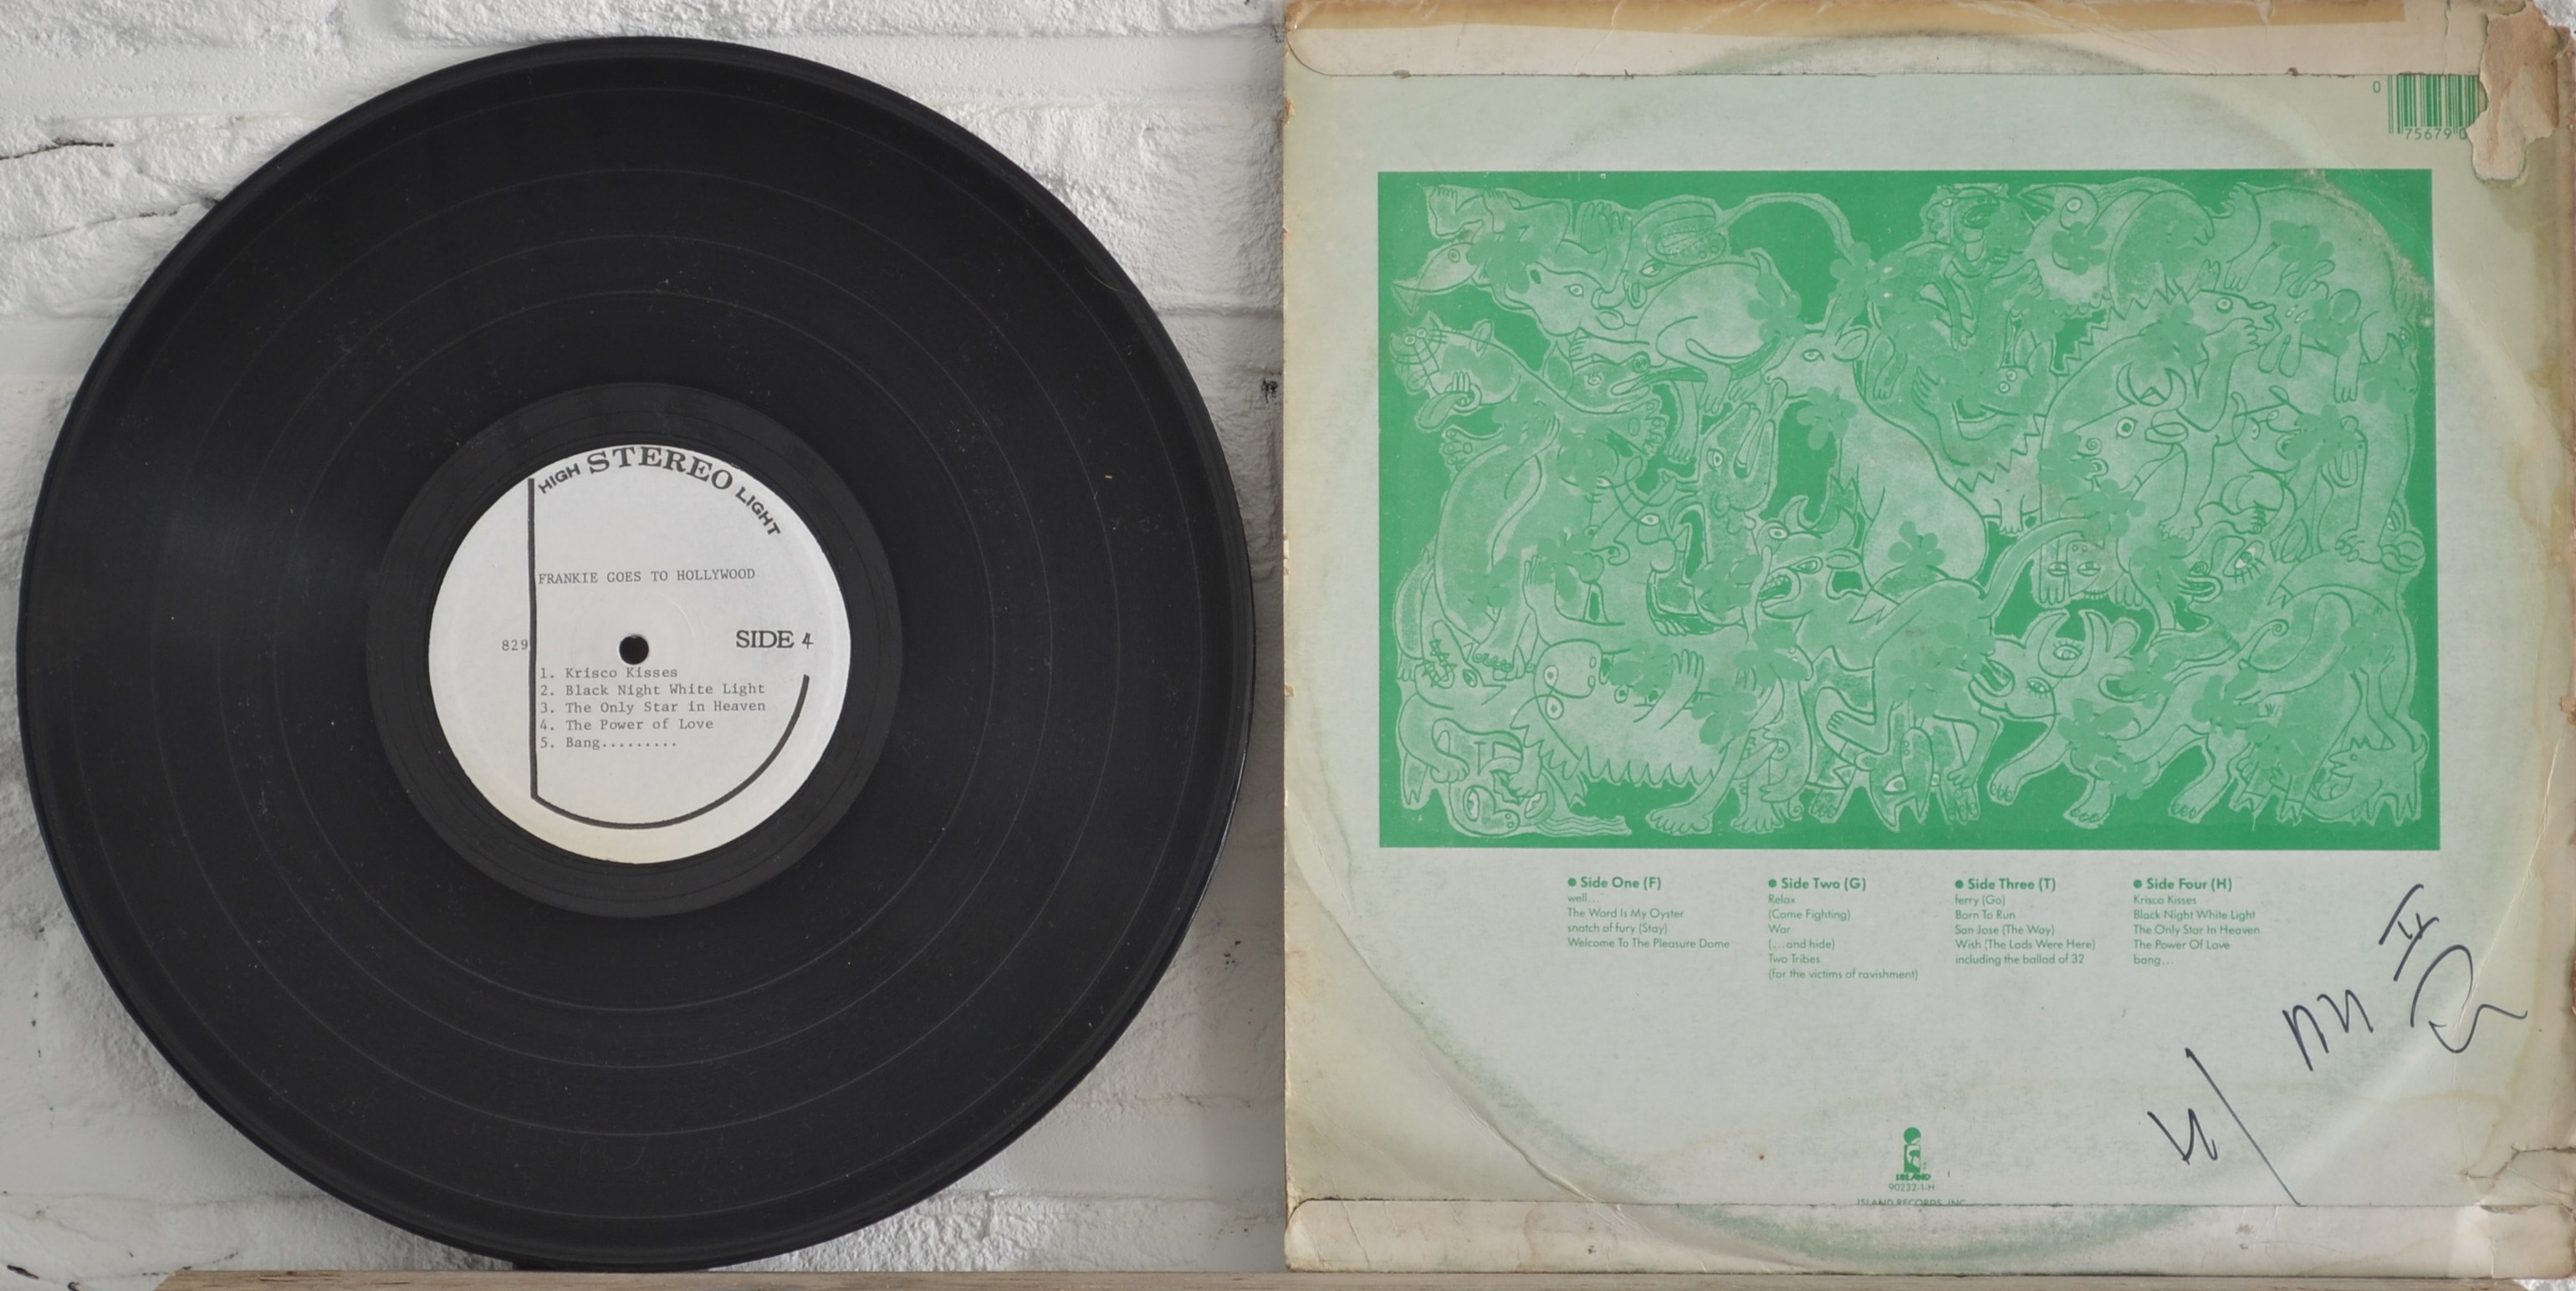 HIGH STEREO LIGHT
FRANKIE GOES TO HOLLYWOOD
829
SIDE 4
1. Krisco Kisses
2. Black Night White Light
3. The Only Star in Heaven
4. The Power of Love
5. Bang.........
0
75679 0
● Side One (F)
well...
The Word Is My Oyster
snatch of fury (Stay)
Welcome To The Pleasure Dome
● Side Two (G)
Relax
(Come Fighting)
War
(...and hide)
Two Tribes
(for the victims of ravishment)
● Side Three (T)
ferry (Go)
Born To Run
San Jose (The Way)
Wish (The Lads Were Here)
including the ballad of 32
● Side Four (H)
Krisco Kisses
Black Night White Light
The Only Star In Heaven
The Power Of Love
bang...
ISLAND
90232-1-H
ISLAND RECORDS, INC.